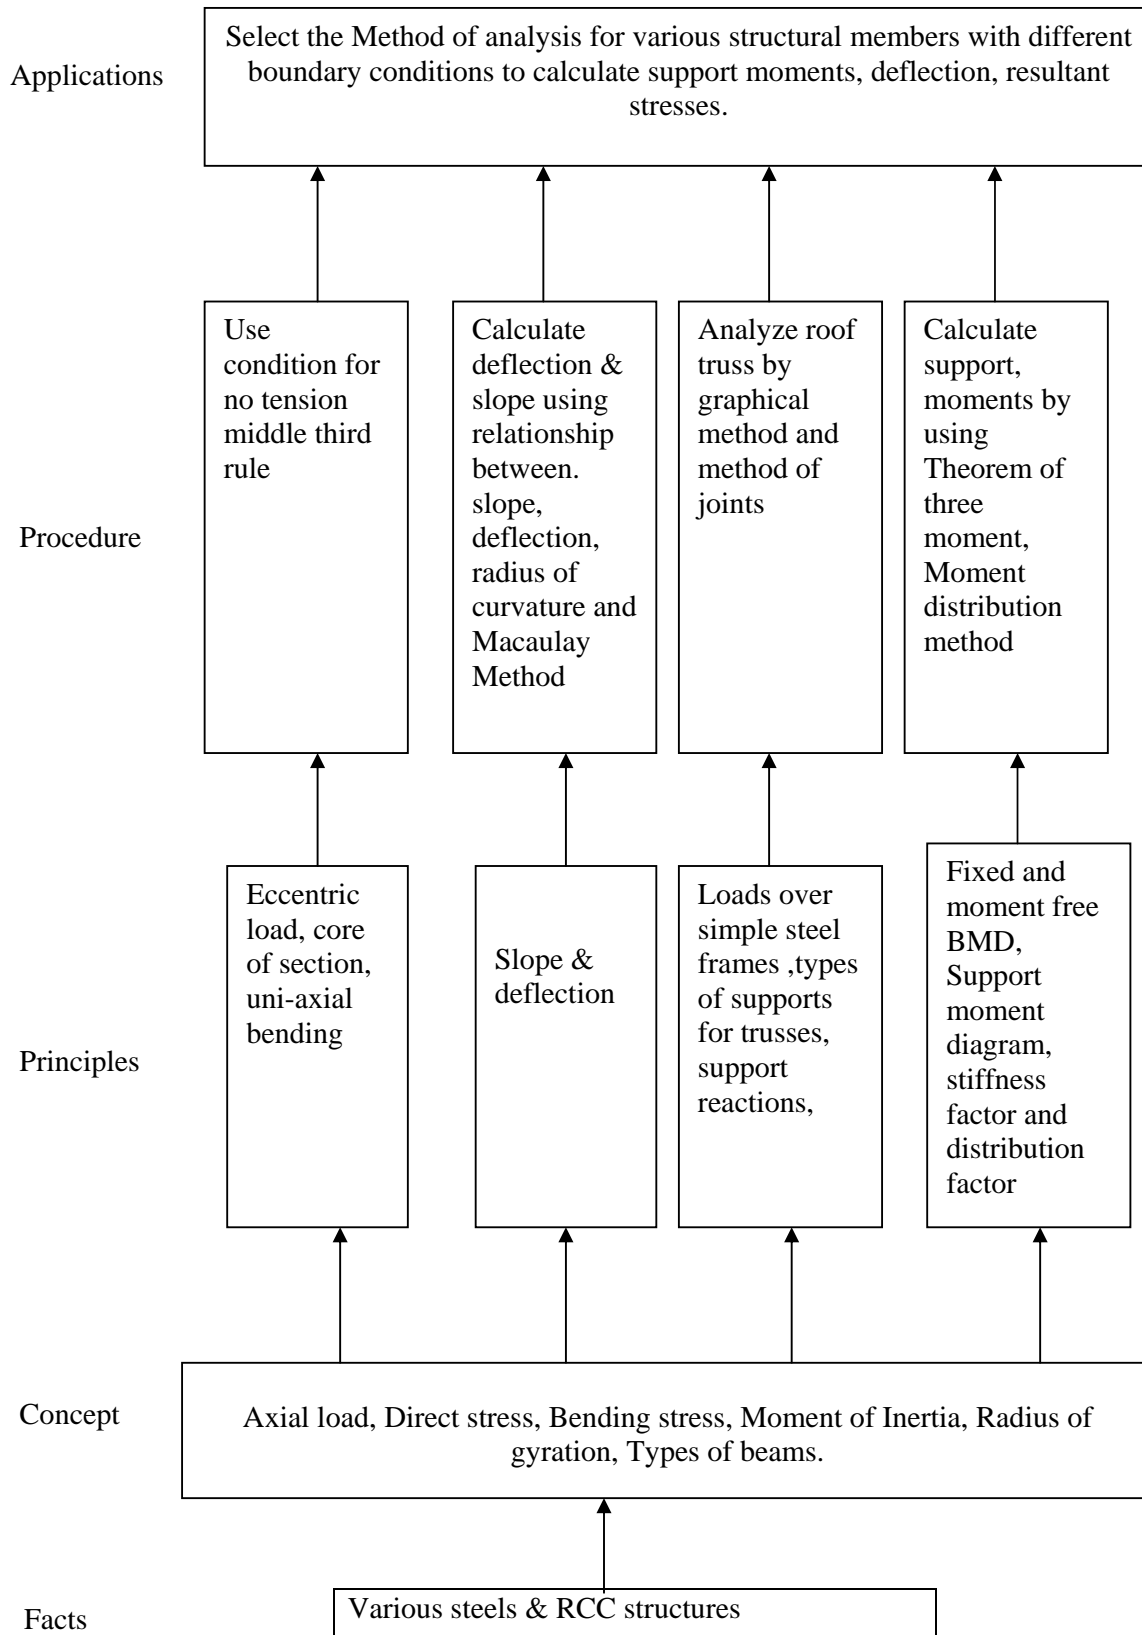 Applications
Select the Method of analysis for various structural members with different
boundary conditions to calculate support moments, deflection, resultant
stresses.
Procedure
Use
condition for
no tension
middle third
rule
Calculate
deflection &
slope using
relationship
between.
slope,
deflection,
radius of
curvature and
Macaulay
Method
Analyze roof
truss by
graphical
method and
method of
joints
Calculate
support,
moments by
using
Theorem of
three
moment,
Moment
distribution
method
Principles
Eccentric
load, core
of section,
uni-axial
bending
Slope &
deflection
Loads over
simple steel
frames ,types
of supports
for trusses,
support
reactions,
Fixed and
moment free
BMD,
Support
moment
diagram,
stiffness
factor and
distribution
factor
Concept
Axial load, Direct stress, Bending stress, Moment of Inertia, Radius of
gyration, Types of beams.
Facts
Various steels & RCC structures